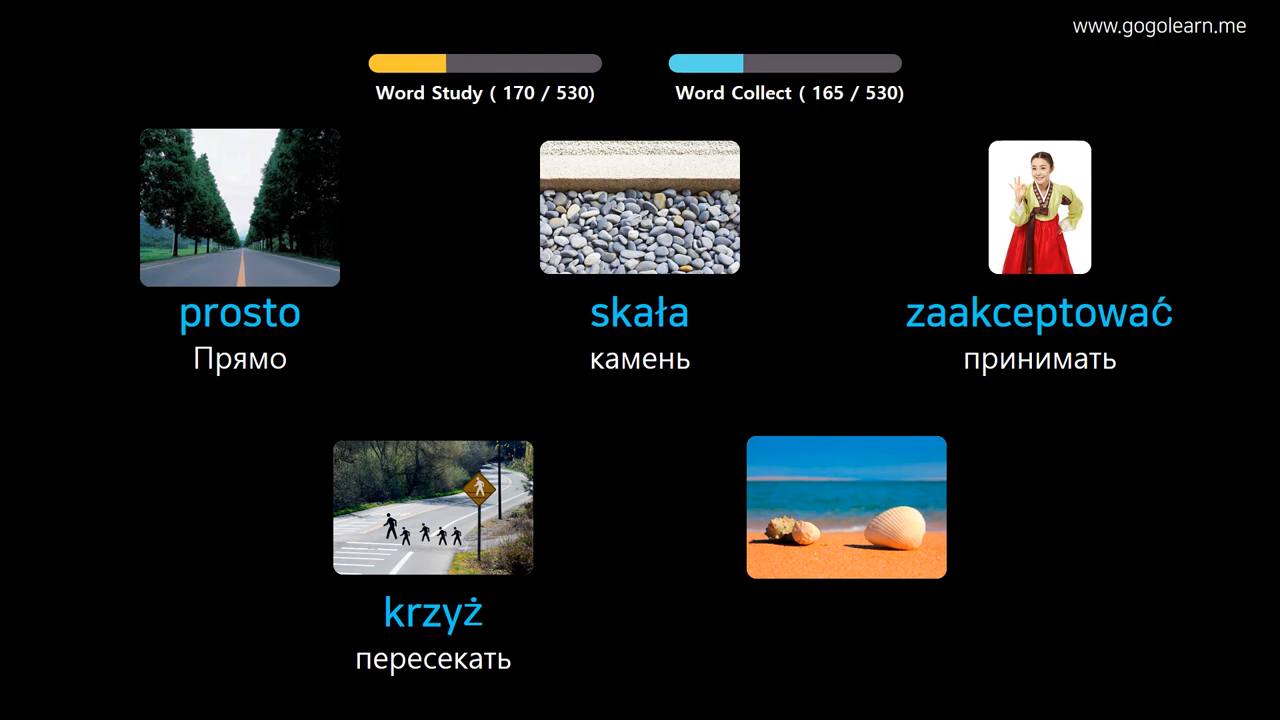 www.gogolearn.me
Word Study ( 170 / 530)
Word Collect ( 165 / 530)
prosto
Прямо
skała
камень
zaakceptować
принимать
krzyż
пересекать